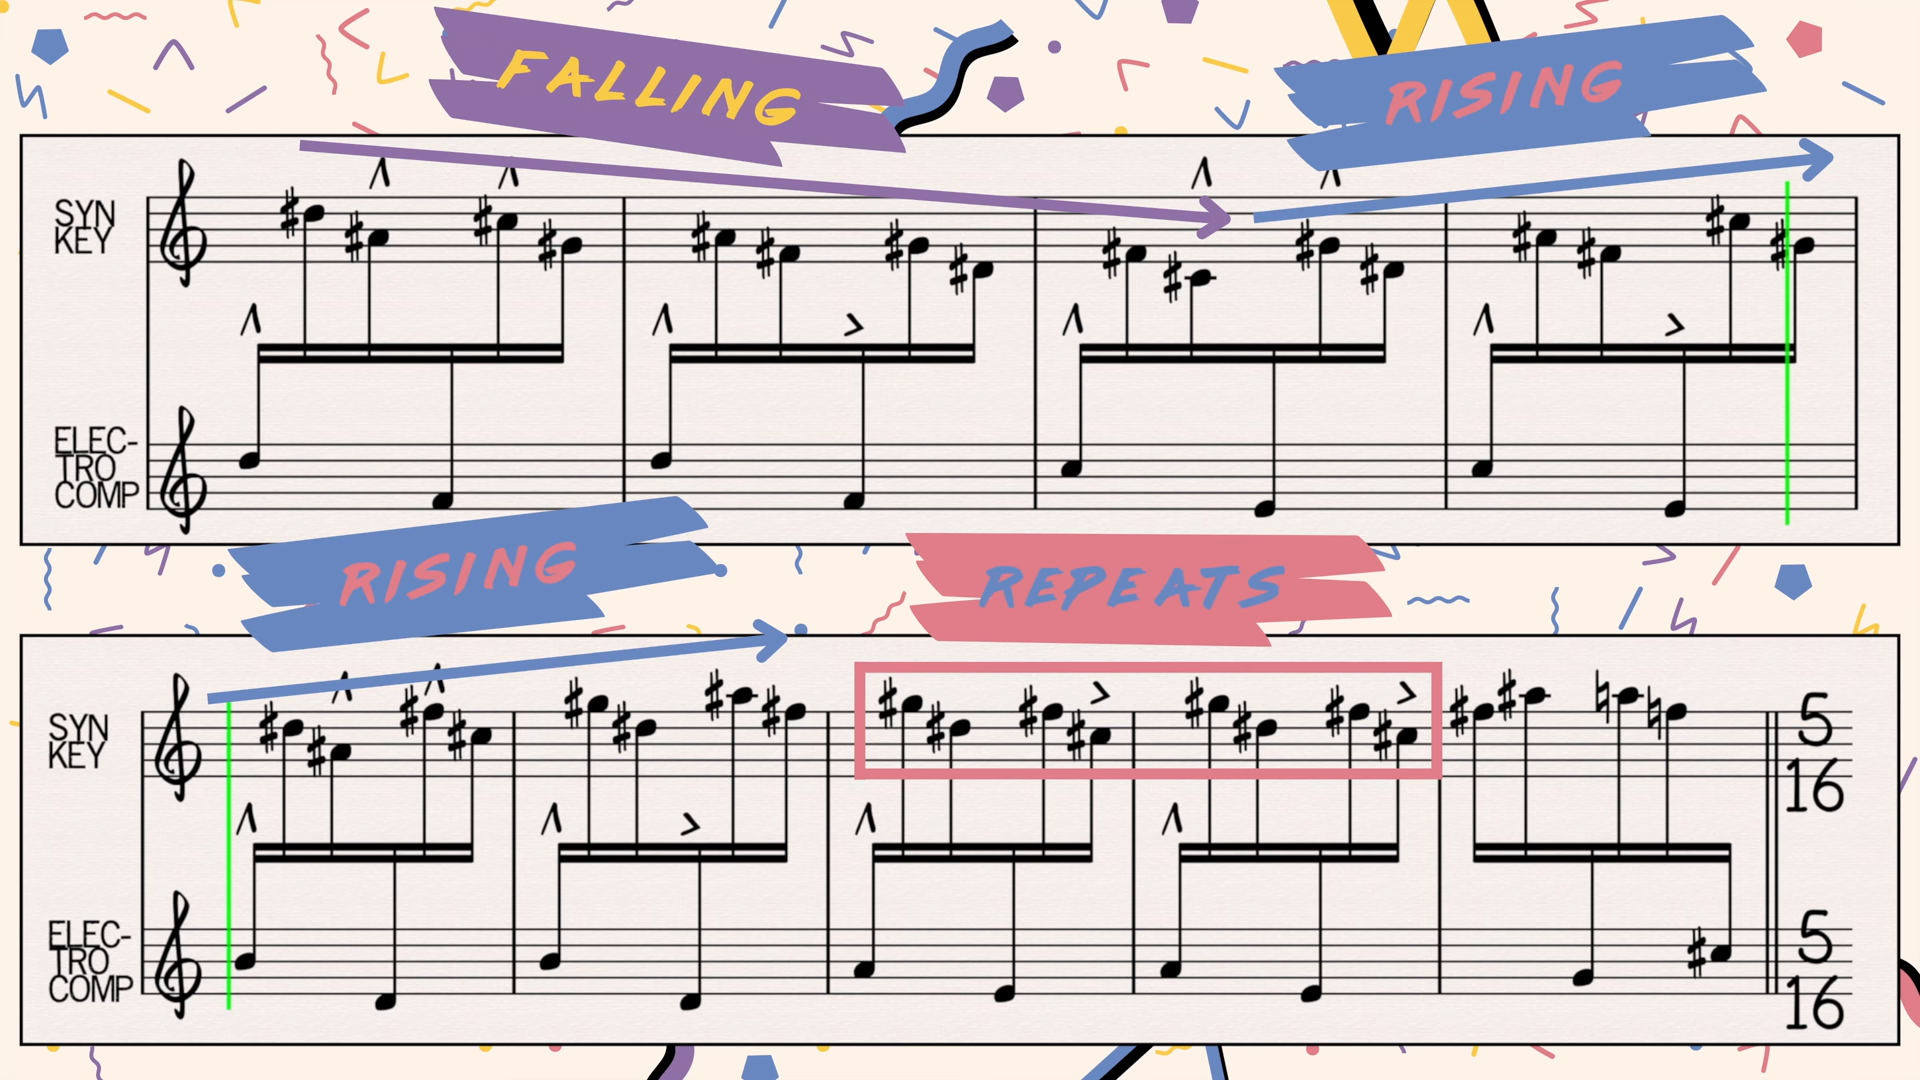 FALLING
RISING
SYN
KEY
ELEC-
TRO
COMP
RISING
REPEATS
SYN
KEY
5
16
ELEC-
TRO
COMP
5
16